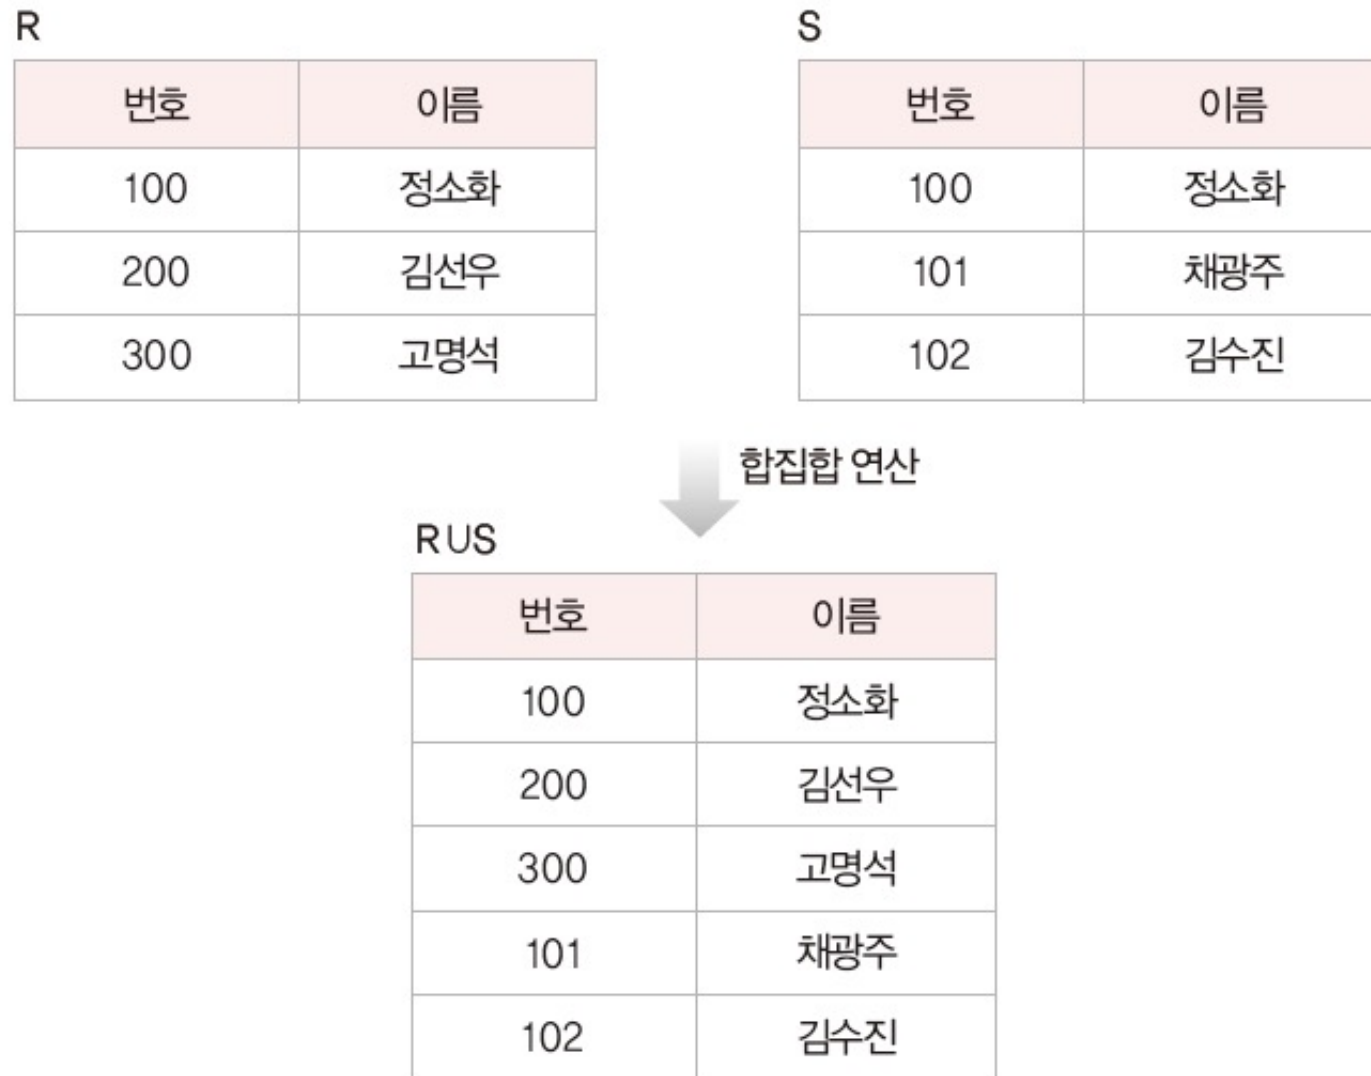 R
번호 이름
100 정소화
200 김선우
300 고명석
S
번호 이름
100 정소화
101 채광주
102 김수진
합집합 연산
R∪S
번호 이름
100 정소화
200 김선우
300 고명석
101 채광주
102 김수진